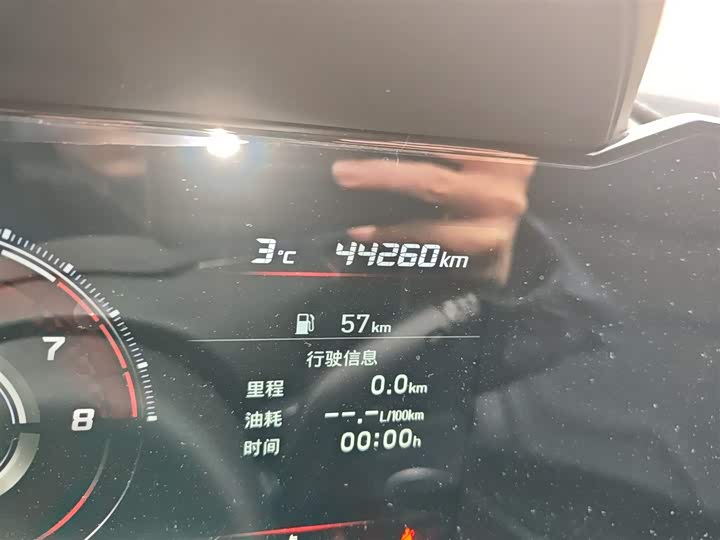 3°C 44260km
57km
行驶信息
里程 0.0km
油耗 --.-L/100km
时间 00:00h
7
8